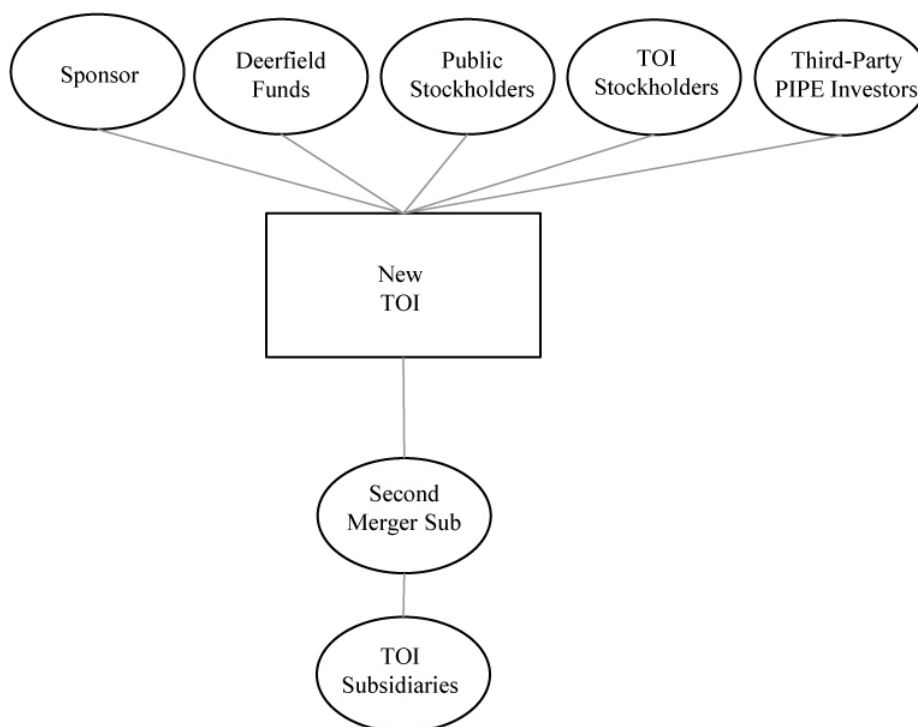 Sponsor
Deerfield
Funds
Public
Stockholders
TOI
Stockholders
Third-Party
PIPE Investors
New
TOI
Second
Merger Sub
TOI
Subsidiaries